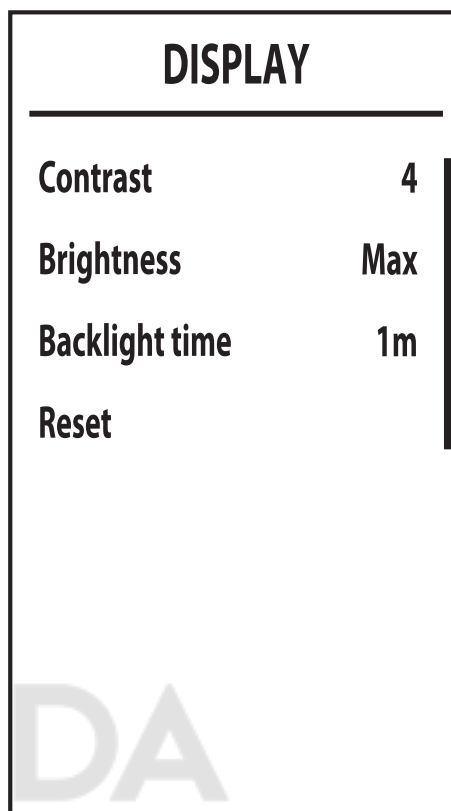 DISPLAY
Contrast 4
Brightness Max
Backlight time 1m
Reset
DA